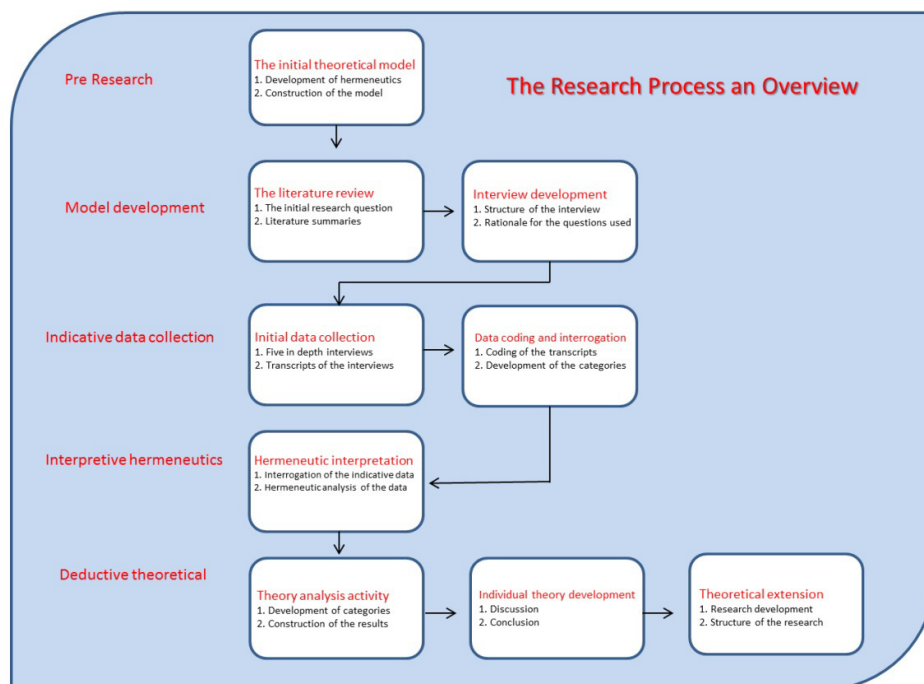 The Research Process an Overview
Pre Research
The initial theoretical model
1. Development of hermeneutics
2. Construction of the model
Model development
The literature review
1. The initial research question
2. Literature summaries
Interview development
1. Structure of the interview
2. Rationale for the questions used
Indicative data collection
Initial data collection
1. Five in depth interviews
2. Transcripts of the interviews
Data coding and interrogation
1. Coding of the transcripts
2. Development of the categories
Interpretive hermeneutics
Hermeneutic interpretation
1. Interrogation of the indicative data
2. Hermeneutic analysis of the data
Deductive theoretical
Theory analysis activity
1. Development of categories
2. Construction of the results
Individual theory development
1. Discussion
2. Conclusion
Theoretical extension
1. Research development
2. Structure of the research